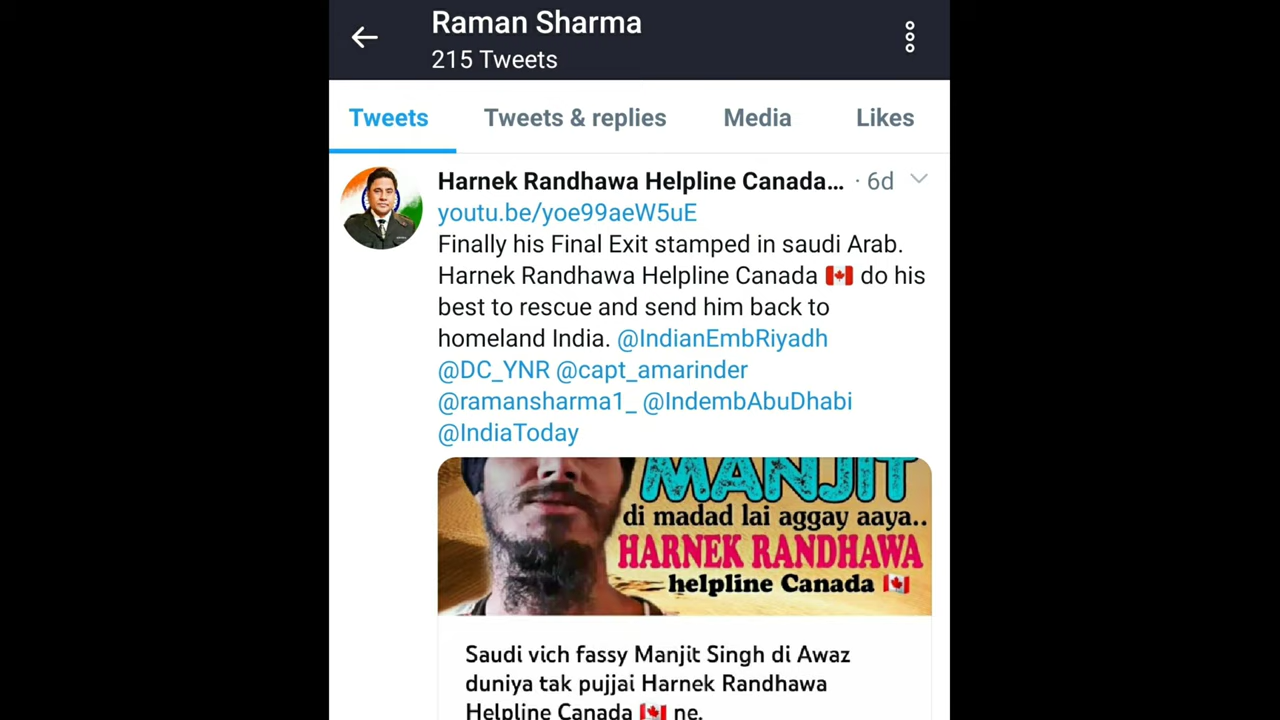 Raman Sharma
215 Tweets
Tweets Tweets & replies Media Likes
Harnek Randhawa Helpline Canada... · 6d
youtu.be/yoe99aeW5uE
Finally his Final Exit stamped in saudi Arab.
Harnek Randhawa Helpline Canada 🇨🇦 do his
best to rescue and send him back to
homeland India. @IndianEmbRiyadh
@DC_YNR @capt_amarinder
@ramansharma1_ @IndembAbuDhabi
@IndiaToday
MANJIT
di madad lai aggay aaya..
HARNEK RANDHAWA
helpline Canada 🇨🇦
Saudi vich fassy Manjit Singh di Awaz
duniya tak pujjai Harnek Randhawa
Helpline Canada 🇨🇦 ne.